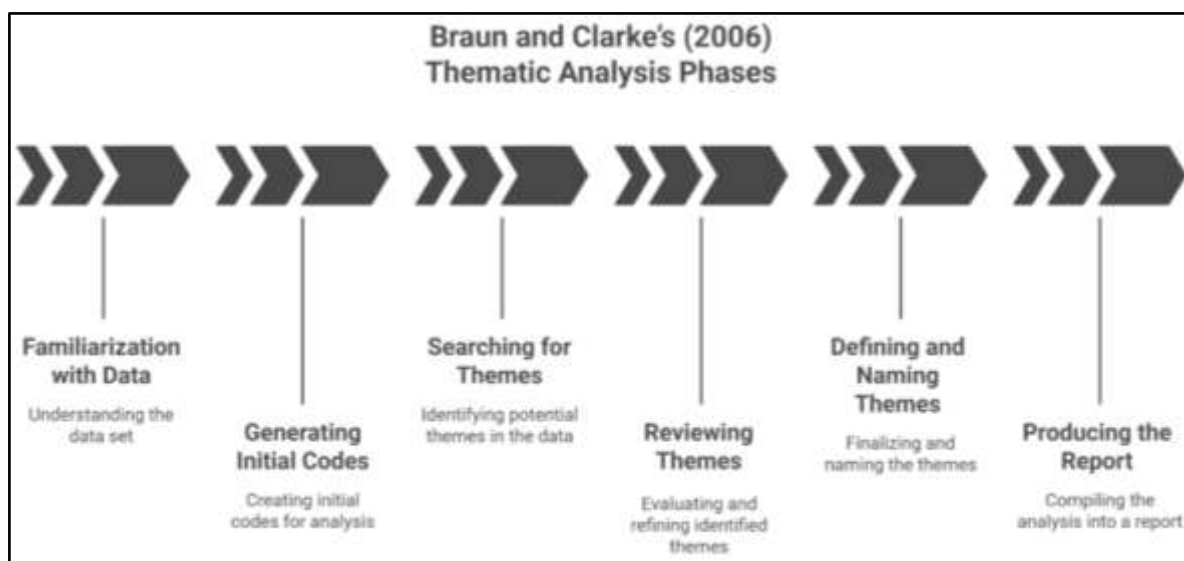 Braun and Clarke's (2006)
Thematic Analysis Phases
Familiarization
with Data
Understanding the
data set
Generating
Initial Codes
Creating initial
codes for analysis
Searching for
Themes
Identifying potential
themes in the data
Reviewing
Themes
Evaluating and
refining identified
themes
Defining and
Naming
Themes
Finalizing and
naming the themes
Producing the
Report
Compiling the
analysis into a report